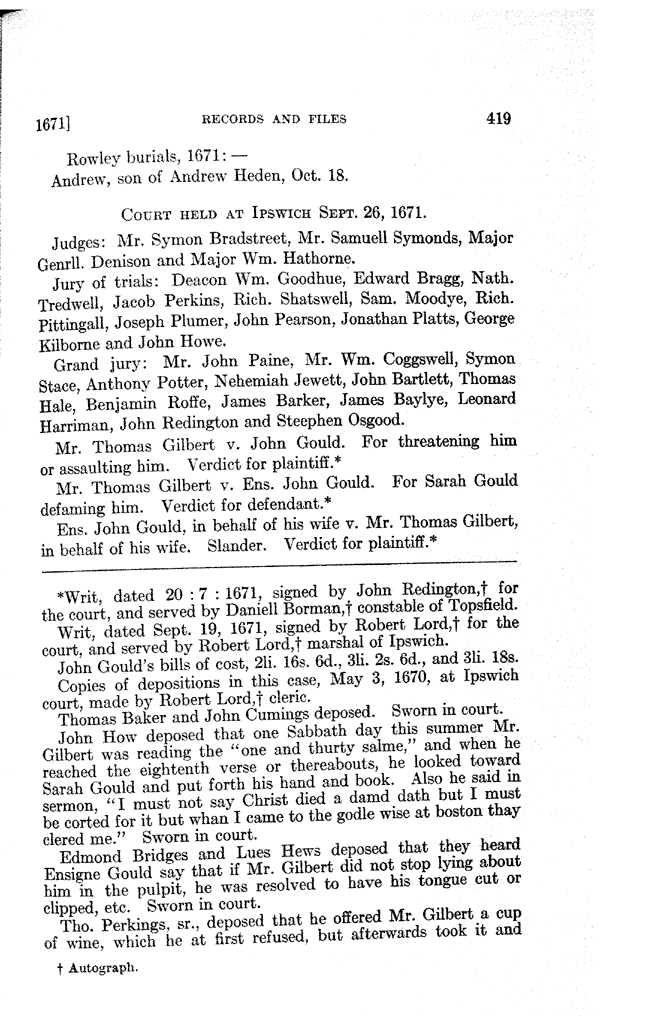 1671] RECORDS AND FILES 419
Rowley burials, 1671: —
Andrew, son of Andrew Heden, Oct. 18.
COURT HELD AT IPSWICH SEPT. 26, 1671.
Judges: Mr. Symon Bradstreet, Mr. Samuell Symonds, Major
Genrll. Denison and Major Wm. Hathorne.
Jury of trials: Deacon Wm. Goodhue, Edward Bragg, Nath.
Tredwell, Jacob Perkins, Rich. Shatswell, Sam. Moodye, Rich.
Pittingall, Joseph Plumer, John Pearson, Jonathan Platts, George
Kilborne and John Howe.
Grand jury: Mr. John Paine, Mr. Wm. Coggswell, Symon
Stace, Anthony Potter, Nehemiah Jewett, John Bartlett, Thomas
Hale, Benjamin Roffe, James Barker, James Baylye, Leonard
Harriman, John Redington and Steephen Osgood.
Mr. Thomas Gilbert v. John Gould. For threatening him
or assaulting him. Verdict for plaintiff.*
Mr. Thomas Gilbert v. Ens. John Gould. For Sarah Gould
defaming him. Verdict for defendant.*
Ens. John Gould, in behalf of his wife v. Mr. Thomas Gilbert,
in behalf of his wife. Slander. Verdict for plaintiff.*
*Writ, dated 20 : 7 : 1671, signed by John Redington,† for
the court, and served by Daniell Borman,† constable of Topsfield.
Writ, dated Sept. 19, 1671, signed by Robert Lord,† for the
court, and served by Robert Lord,† marshal of Ipswich.
John Gould's bills of cost, 2li. 16s. 6d., 3li. 2s. 6d., and 3li. 18s.
Copies of depositions in this case, May 3, 1670, at Ipswich
court, made by Robert Lord,† cleric.
Thomas Baker and John Cumings deposed. Sworn in court.
John How deposed that one Sabbath day this summer Mr.
Gilbert was reading the "one and thurty salme," and when he
reached the eightenth verse or thereabouts, he looked toward
Sarah Gould and put forth his hand and book. Also he said in
sermon, "I must not say Christ died a damd dath but I must
be corted for it but whan I came to the godle wise at boston thay
clered me." Sworn in court.
Edmond Bridges and Lues Hews deposed that they heard
Ensigne Gould say that if Mr. Gilbert did not stop lying about
him in the pulpit, he was resolved to have his tongue cut or
clipped, etc. Sworn in court.
Tho. Perkings, sr., deposed that he offered Mr. Gilbert a cup
of wine, which he at first refused, but afterwards took it and
† Autograph.